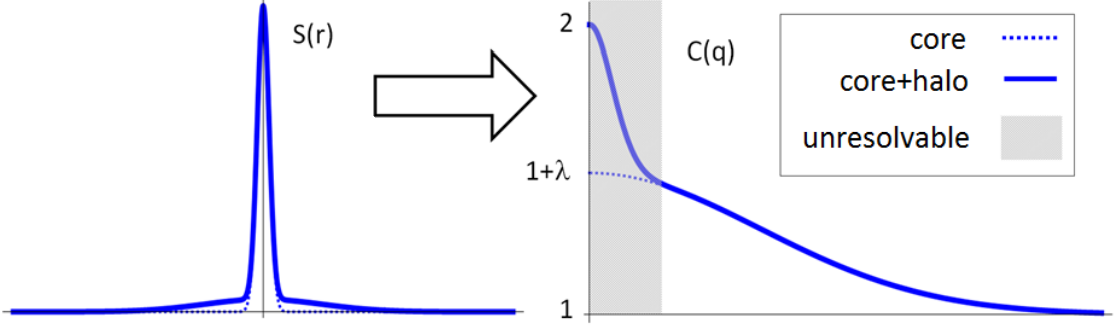 S(r)
2
C(q)
1+λ
1
core
core+halo
unresolvable